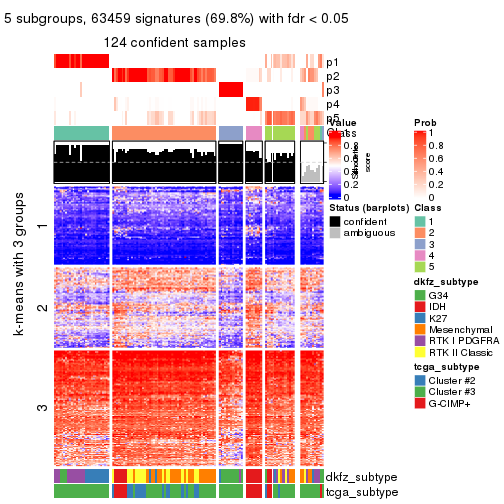 5 subgroups, 63459 signatures (69.8%) with fdr < 0.05
124 confident samples
p1
p2
p3
p4
p5
Class
k-means with 3 groups
1
2
3
Value
1
0.8
0.6
0.4
0.2
0
Silhouette
score
Prob
1
0.8
0.6
0.4
0.2
0
Status (barplots)
confident
ambiguous
Class
1
2
3
4
5
dkfz_subtype
G34
IDH
K27
Mesenchymal
RTK I PDGFRA
RTK II Classic
tcga_subtype
Cluster #2
Cluster #3
G-CIMP+
dkfz_subtype
tcga_subtype